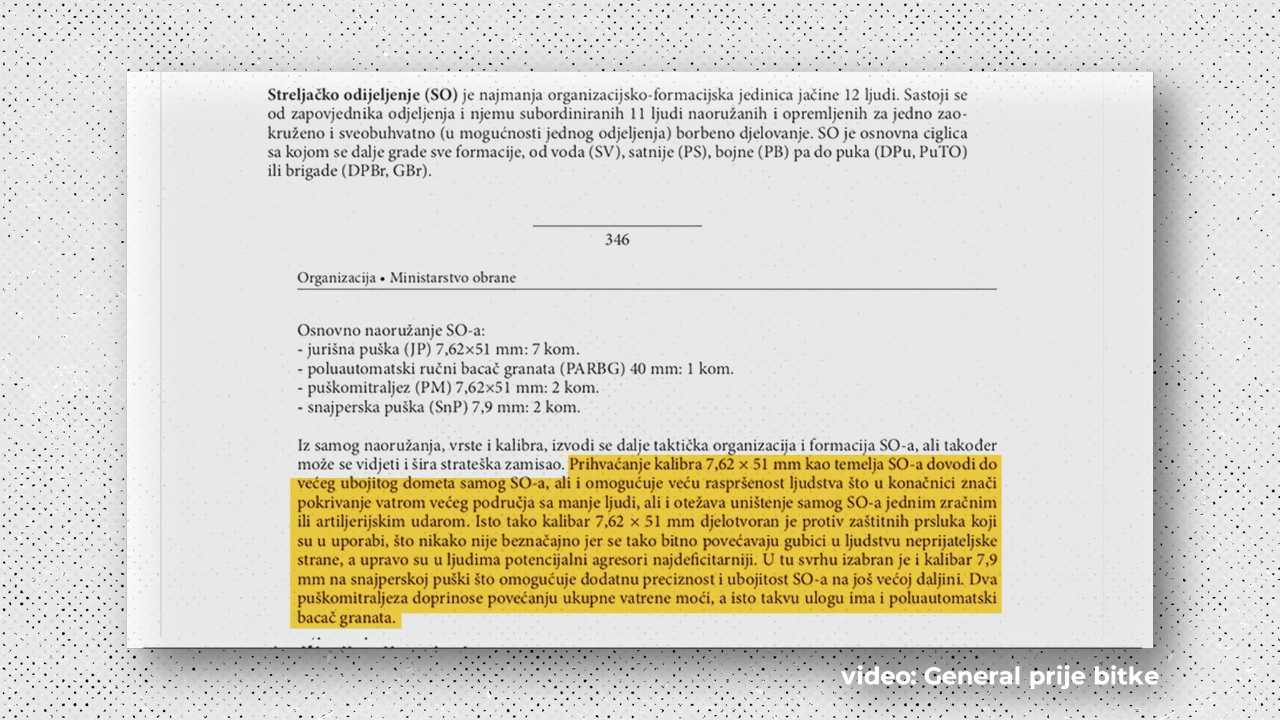 Streljačko odijeljenje (SO) je najmanja organizacijsko-formacijska jedinica jačine 12 ljudi. Sastoji se
od zapovjednika odjeljenja i njemu subordiniranih 11 ljudi naoružanih i opremljenih za jedno zao-
kruženo i sveobuhvatno (u mogućnosti jednog odjeljenja) borbeno djelovanje. SO je osnovna ciglica
sa kojom se dalje grade sve formacije, od voda (SV), satnije (PS), bojne (PB) pa do puka (DPu, PuTO)
ili brigade (DPBr, GBr).
346
Organizacija • Ministarstvo obrane
Osnovno naoružanje SO-a:
- jurišna puška (JP) 7,62×51 mm: 7 kom.
- poluautomatski ručni bacač granata (PARBG) 40 mm: 1 kom.
- puškomitraljez (PM) 7,62×51 mm: 2 kom.
- snajperska puška (SnP) 7,9 mm: 2 kom.
Iz samog naoružanja, vrste i kalibra, izvodi se dalje taktička organizacija i formacija SO-a, ali također
može se vidjeti i šira strateška zamisao. Prihvaćanje kalibra 7,62 × 51 mm kao temelja SO-a dovodi do
većeg ubojitog dometa samog SO-a, ali i omogućuje veću raspršenost ljudstva što u konačnici znači
pokrivanje vatrom većeg područja sa manje ljudi, ali i otežava uništenje samog SO-a jednim zračnim
ili artiljerijskim udarom. Isto tako kalibar 7,62 × 51 mm djelotvoran je protiv zaštitnih prsluka koji
su u uporabi, što nikako nije beznačajno jer se tako bitno povećavaju gubici u ljudstvu neprijateljske
strane, a upravo su u ljudima potencijalni agresori najdeficitarniji. U tu svrhu izabran je i kalibar 7,9
mm na snajperskoj puški što omogućuje dodatnu preciznost i ubojitost SO-a na još većoj daljini. Dva
puškomitraljeza doprinose povećanju ukupne vatrene moći, a isto takvu ulogu ima i poluautomatski
bacač granata.
video: General prije bitke